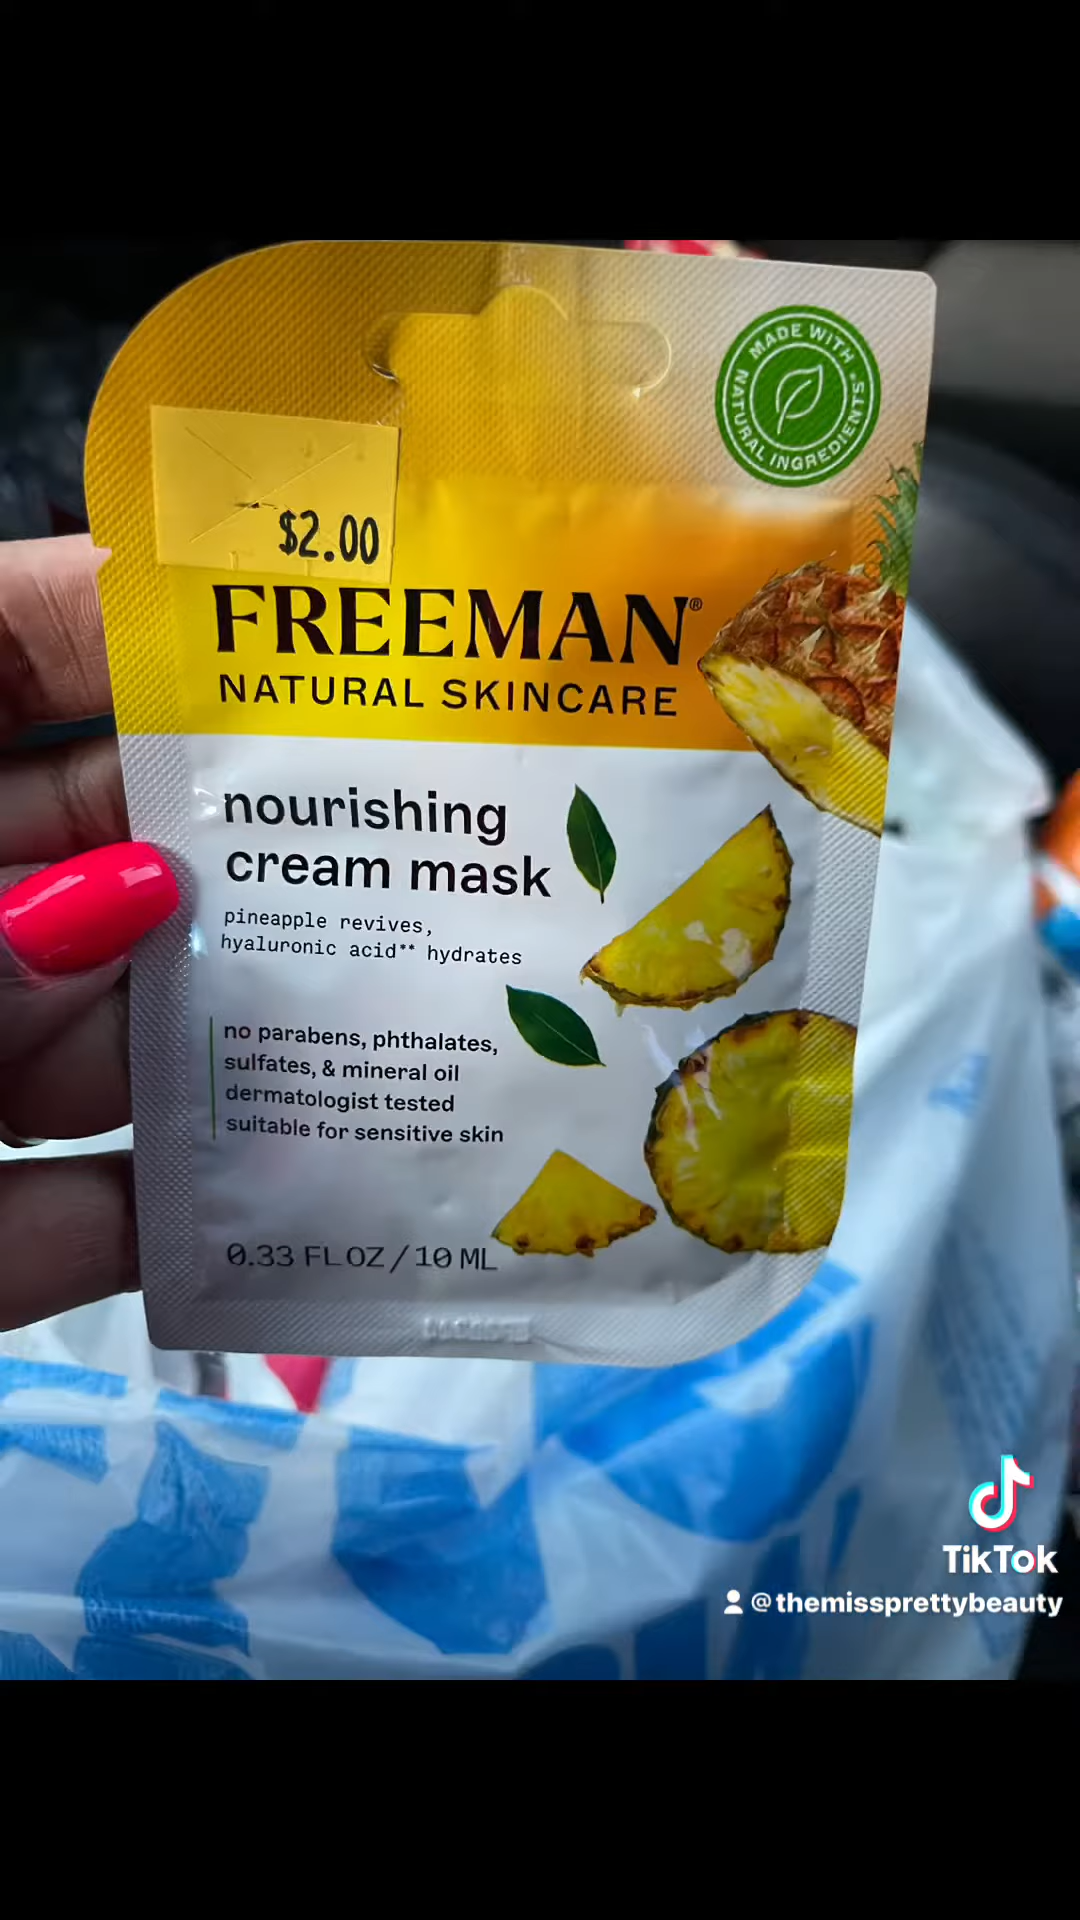 MADE WITH NATURAL INGREDIENTS
$2.00
FREEMAN®
NATURAL SKINCARE
nourishing
cream mask
pineapple revives,
hyaluronic acid** hydrates
no parabens, phthalates,
sulfates, & mineral oil
dermatologist tested
suitable for sensitive skin
0.33 FL OZ / 10 ML
TikTok
@themissprettybeauty